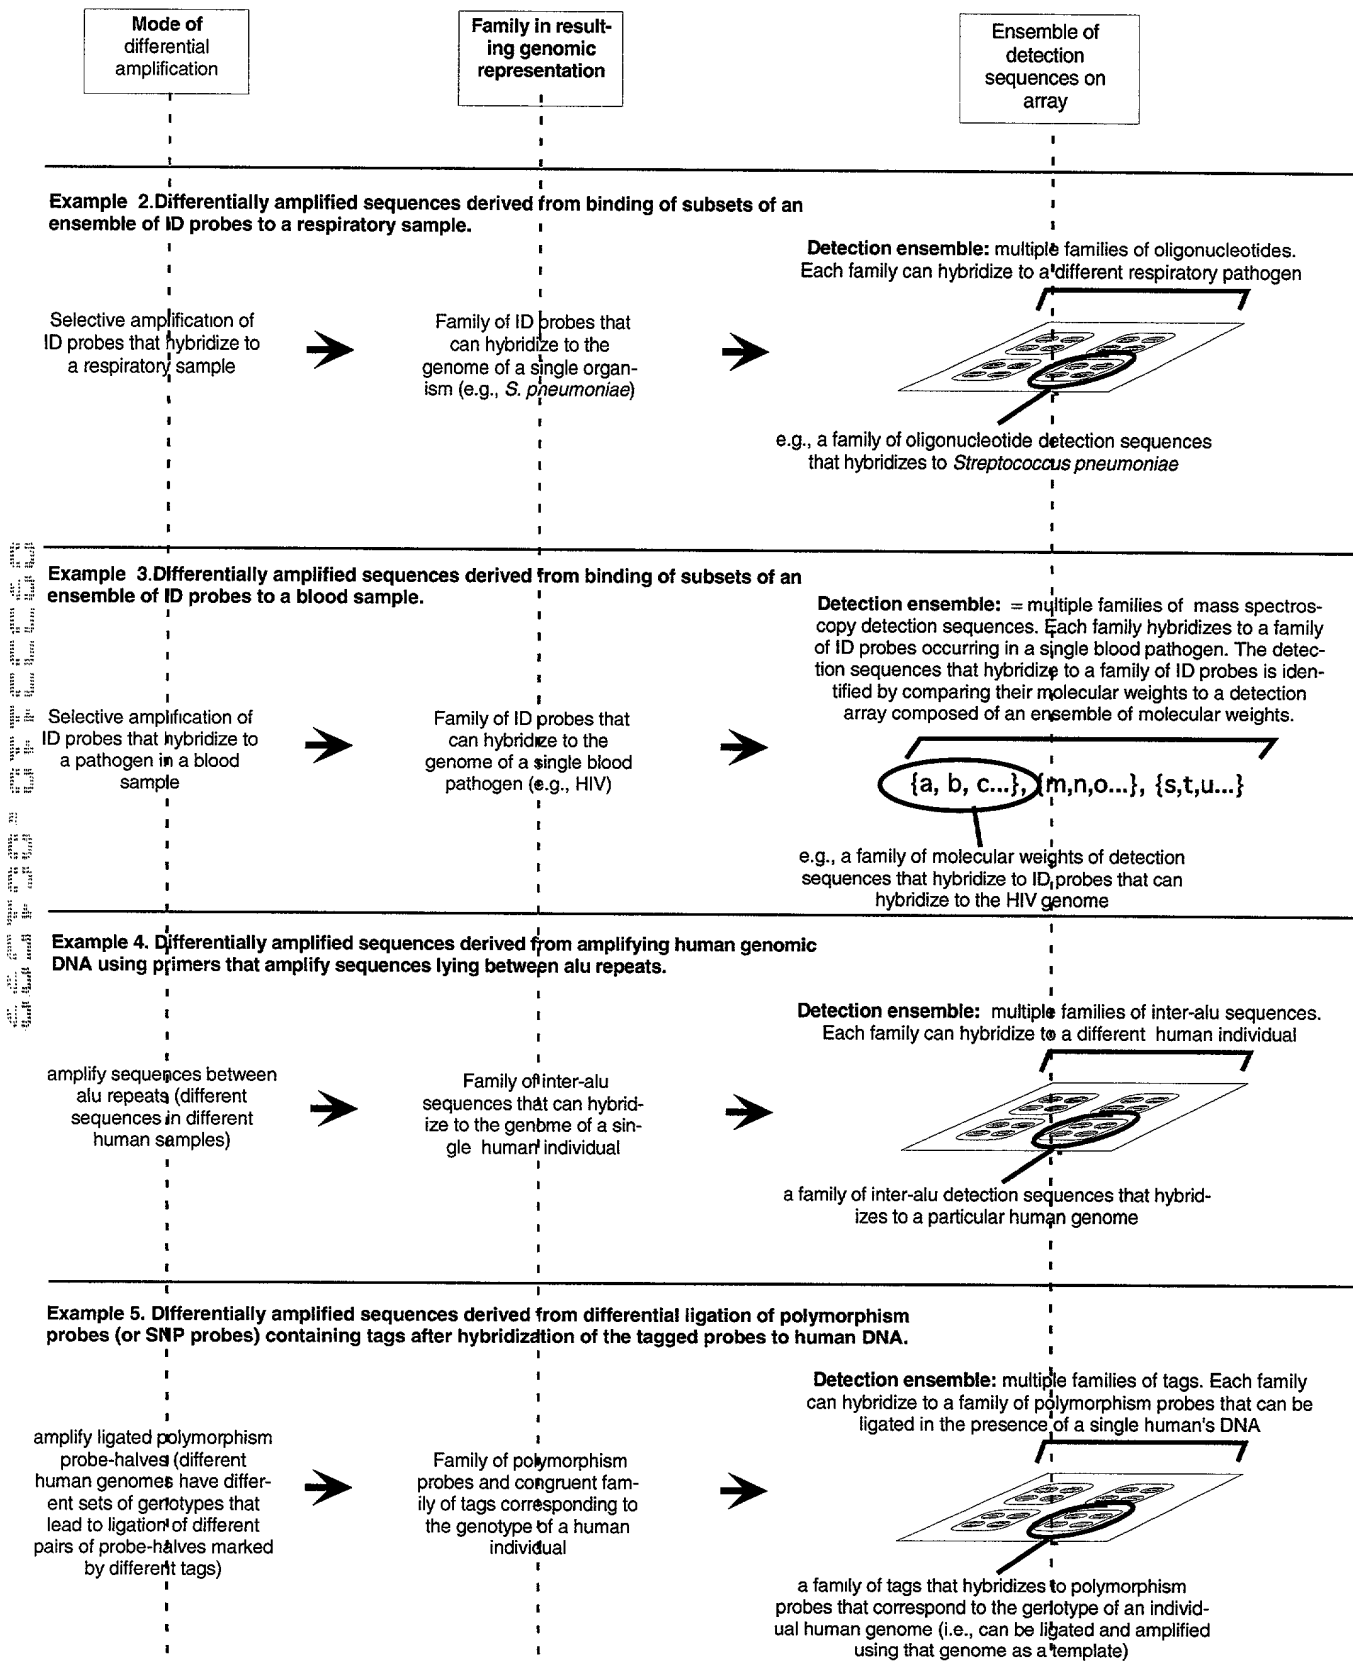 Mode of
differential
amplification
Family in result-
ing genomic
representation
Ensemble of
detection
sequences on
array
Example 2.Differentially amplified sequences derived from binding of subsets of an
ensemble of ID probes to a respiratory sample.
Detection ensemble: multiple families of oligonucleotides.
Each family can hybridize to a different respiratory pathogen
Selective amplification of
ID probes that hybridize to
a respiratory sample
Family of ID probes that
can hybridize to the
genome of a single organ-
ism (e.g., S. pneumoniae)
e.g., a family of oligonucleotide detection sequences
that hybridizes to Streptococcus pneumoniae
Example 3.Differentially amplified sequences derived from binding of subsets of an
ensemble of ID probes to a blood sample.
Detection ensemble: = multiple families of mass spectros-
copy detection sequences. Each family hybridizes to a family
of ID probes occurring in a single blood pathogen. The detec-
tion sequences that hybridize to a family of ID probes is iden-
tified by comparing their molecular weights to a detection
array composed of an ensemble of molecular weights.
Selective amplification of
ID probes that hybridize to
a pathogen in a blood
sample
Family of ID probes that
can hybridize to the
genome of a single blood
pathogen (e.g., HIV)
{a, b, c...}, {m,n,o...}, {s,t,u...}
e.g., a family of molecular weights of detection
sequences that hybridize to ID probes that can
hybridize to the HIV genome
Example 4. Differentially amplified sequences derived from amplifying human genomic
DNA using primers that amplify sequences lying between alu repeats.
Detection ensemble: multiple families of inter-alu sequences.
Each family can hybridize to a different human individual
amplify sequences between
alu repeats (different
sequences in different
human samples)
Family of inter-alu
sequences that can hybrid-
ize to the genome of a sin-
gle human individual
a family of inter-alu detection sequences that hybrid-
izes to a particular human genome
Example 5. Differentially amplified sequences derived from differential ligation of polymorphism
probes (or SNP probes) containing tags after hybridization of the tagged probes to human DNA.
Detection ensemble: multiple families of tags. Each family
can hybridize to a family of polymorphism probes that can be
ligated in the presence of a single human's DNA
amplify ligated polymorphism
probe-halves (different
human genomes have differ-
ent sets of genotypes that
lead to ligation of different
pairs of probe-halves marked
by different tags)
Family of polymorphism
probes and congruent fam-
ily of tags corresponding to
the genotype of a human
individual
a family of tags that hybridizes to polymorphism
probes that correspond to the genotype of an individ-
ual human genome (i.e., can be ligated and amplified
using that genome as a template)